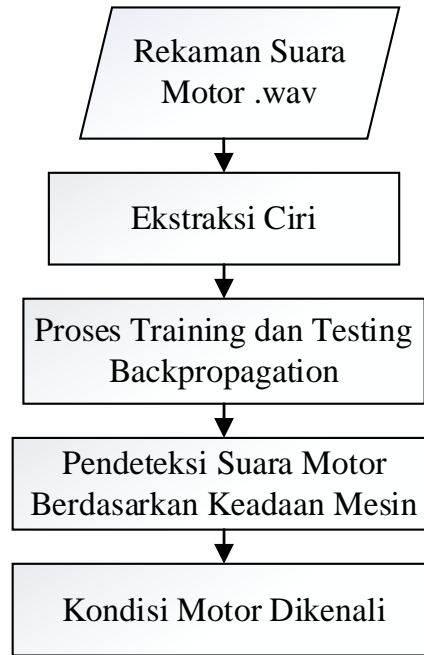 Rekaman Suara
Motor .wav
Ekstraksi Ciri
Proses Training dan Testing
Backpropagation
Pendeteksi Suara Motor
Berdasarkan Keadaan Mesin
Kondisi Motor Dikenali